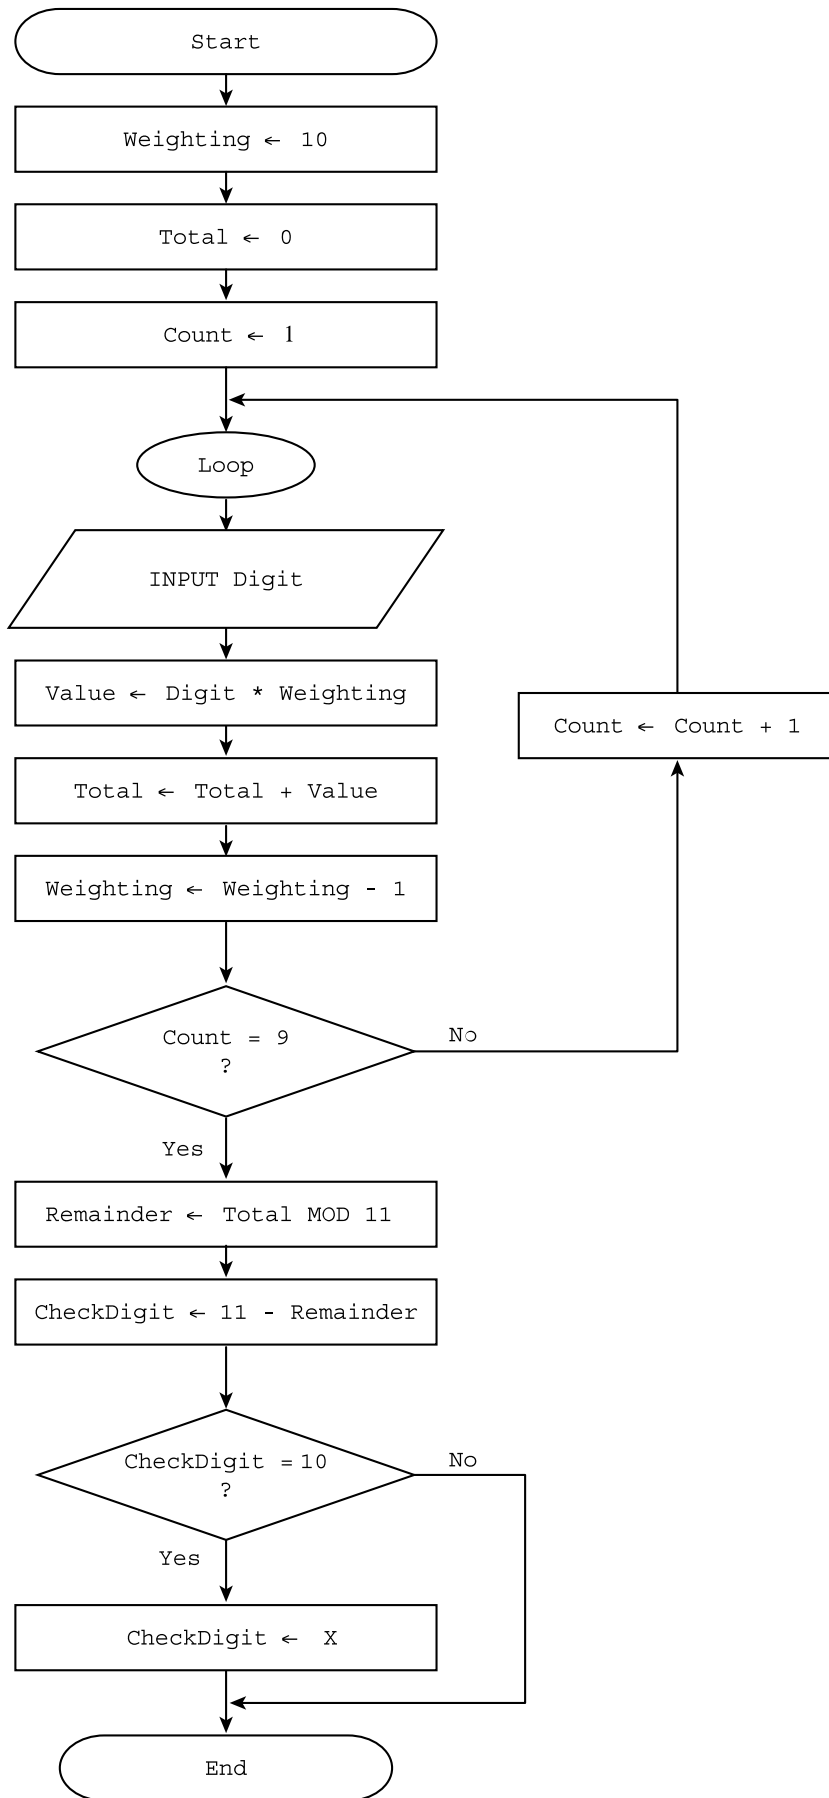 Start
Weighting ← 10
Total ← 0
Count ← 1
Loop
INPUT Digit
Value ← Digit * Weighting
Count ← Count + 1
Total ← Total + Value
Weighting ← Weighting - 1
Count = 9
?
No
Yes
Remainder ← Total MOD 11
CheckDigit ← 11 - Remainder
CheckDigit = 10
?
No
Yes
CheckDigit ← X
End